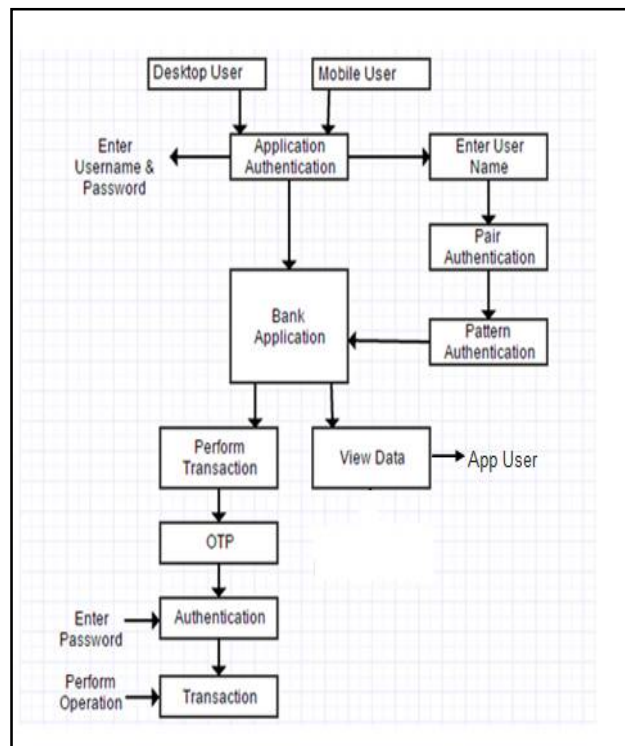 Desktop User
Mobile User
Enter
Username &
Password
Application
Authentication
Enter User
Name
Pair
Authentication
Bank
Application
Pattern
Authentication
Perform
Transaction
View Data
App User
OTP
Enter
Password
Authentication
Perform
Operation
Transaction